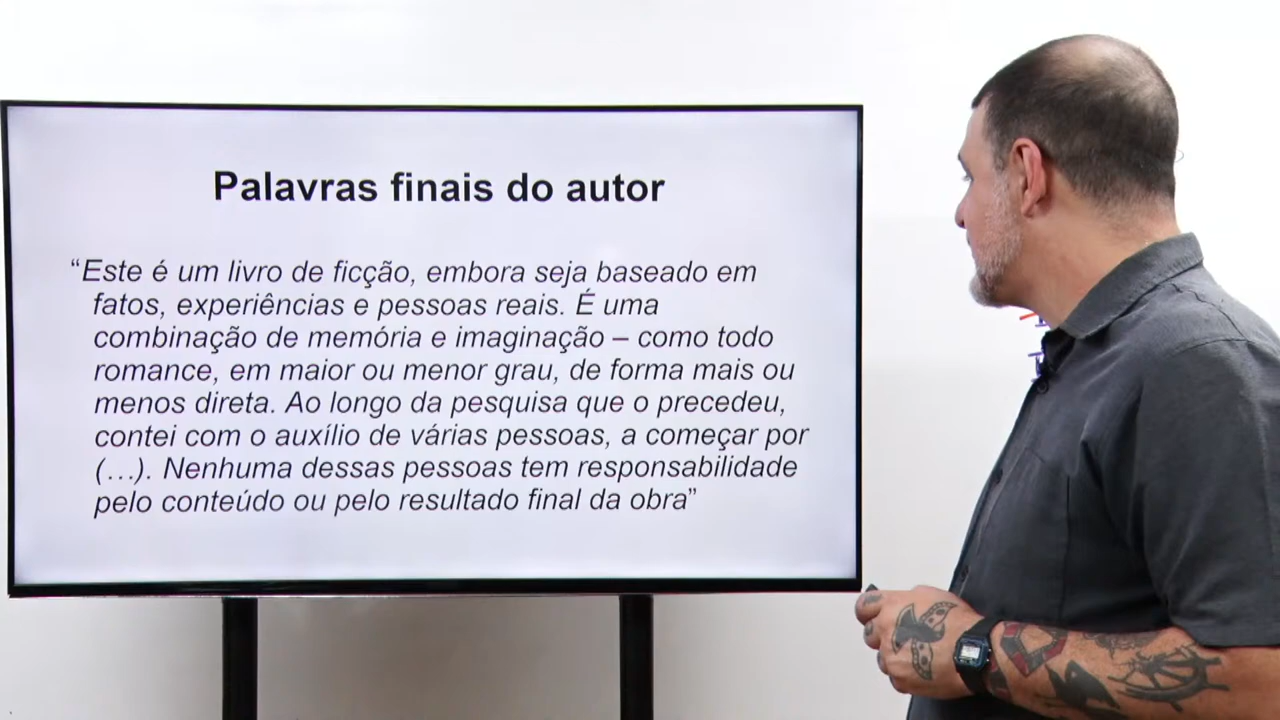 Palavras finais do autor
“Este é um livro de ficção, embora seja baseado em
fatos, experiências e pessoas reais. É uma
combinação de memória e imaginação – como todo
romance, em maior ou menor grau, de forma mais ou
menos direta. Ao longo da pesquisa que o precedeu,
contei com o auxílio de várias pessoas, a começar por
(…). Nenhuma dessas pessoas tem responsabilidade
pelo conteúdo ou pelo resultado final da obra”